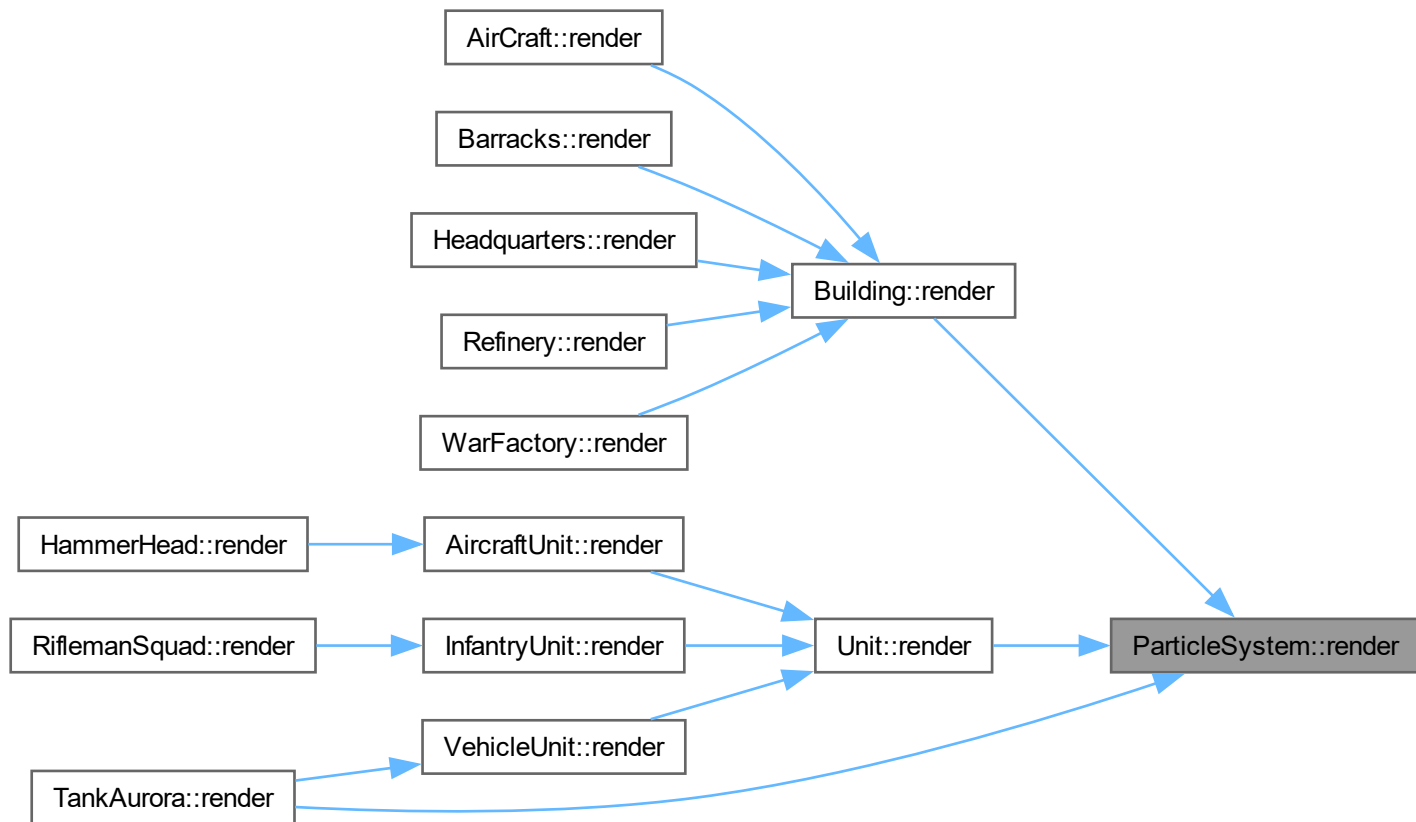 AirCraft::render
Barracks::render
Headquarters::render
Building::render
Refinery::render
WarFactory::render
HammerHead::render
AircraftUnit::render
RiflemanSquad::render
InfantryUnit::render
Unit::render
ParticleSystem::render
VehicleUnit::render
TankAurora::render